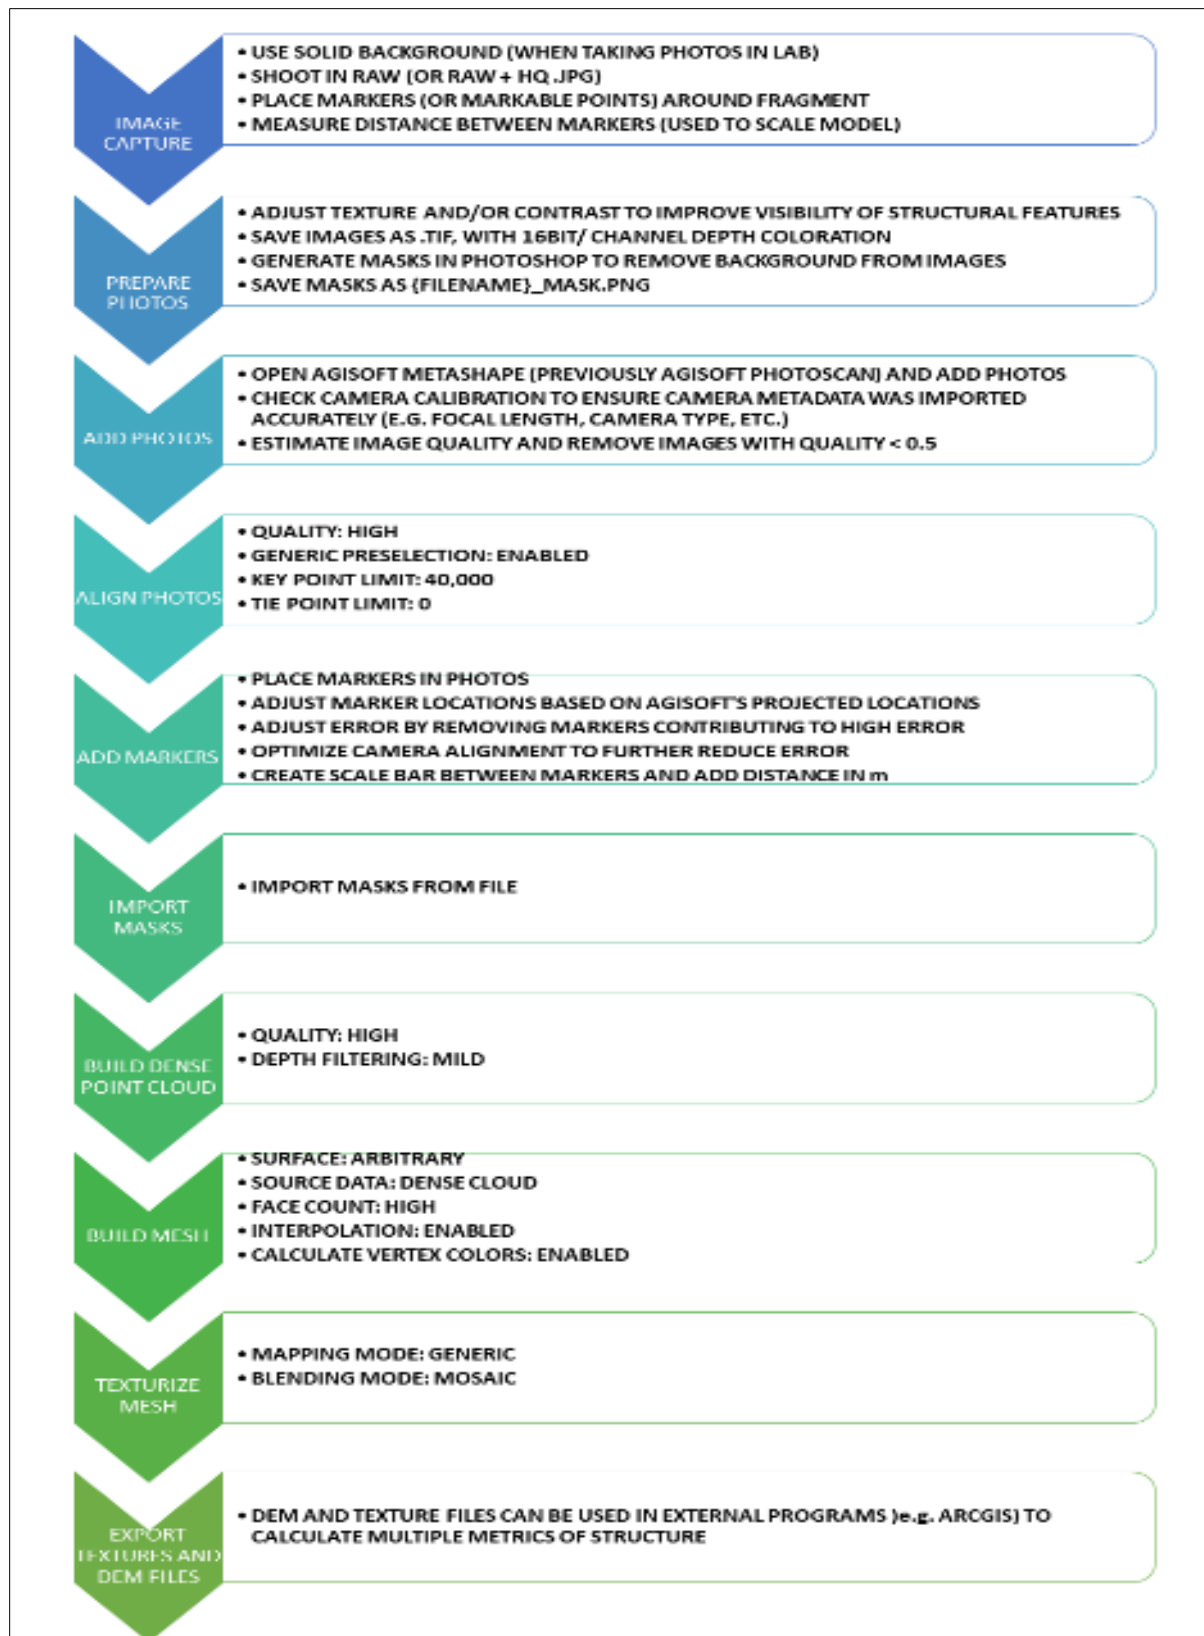 IMAGE
CAPTURE
• USE SOLID BACKGROUND (WHEN TAKING PHOTOS IN LAB)
• SHOOT IN RAW (OR RAW + HQ .JPG)
• PLACE MARKERS (OR MARKABLE POINTS) AROUND FRAGMENT
• MEASURE DISTANCE BETWEEN MARKERS (USED TO SCALE MODEL)
PREPARE
PHOTOS
• ADJUST TEXTURE AND/OR CONTRAST TO IMPROVE VISIBILITY OF STRUCTURAL FEATURES
• SAVE IMAGES AS .TIF, WITH 16BIT/ CHANNEL DEPTH COLORATION
• GENERATE MASKS IN PHOTOSHOP TO REMOVE BACKGROUND FROM IMAGES
• SAVE MASKS AS {FILENAME}_MASK.PNG
ADD PHOTOS
• OPEN AGISOFT METASHAPE (PREVIOUSLY AGISOFT PHOTOSCAN) AND ADD PHOTOS
• CHECK CAMERA CALIBRATION TO ENSURE CAMERA METADATA WAS IMPORTED
ACCURATELY (E.G. FOCAL LENGTH, CAMERA TYPE, ETC.)
• ESTIMATE IMAGE QUALITY AND REMOVE IMAGES WITH QUALITY < 0.5
ALIGN PHOTOS
• QUALITY: HIGH
• GENERIC PRESELECTION: ENABLED
• KEY POINT LIMIT: 40,000
• TIE POINT LIMIT: 0
ADD MARKERS
• PLACE MARKERS IN PHOTOS
• ADJUST MARKER LOCATIONS BASED ON AGISOFT'S PROJECTED LOCATIONS
• ADJUST ERROR BY REMOVING MARKERS CONTRIBUTING TO HIGH ERROR
• OPTIMIZE CAMERA ALIGNMENT TO FURTHER REDUCE ERROR
• CREATE SCALE BAR BETWEEN MARKERS AND ADD DISTANCE IN m
IMPORT
MASKS
• IMPORT MASKS FROM FILE
BUILD DENSE
POINT CLOUD
• QUALITY: HIGH
• DEPTH FILTERING: MILD
BUILD MESH
• SURFACE: ARBITRARY
• SOURCE DATA: DENSE CLOUD
• FACE COUNT: HIGH
• INTERPOLATION: ENABLED
• CALCULATE VERTEX COLORS: ENABLED
TEXTURIZE
MESH
• MAPPING MODE: GENERIC
• BLENDING MODE: MOSAIC
EXPORT
TEXTURES AND
DEM FILES
• DEM AND TEXTURE FILES CAN BE USED IN EXTERNAL PROGRAMS )e.g. ARCGIS) TO
CALCULATE MULTIPLE METRICS OF STRUCTURE